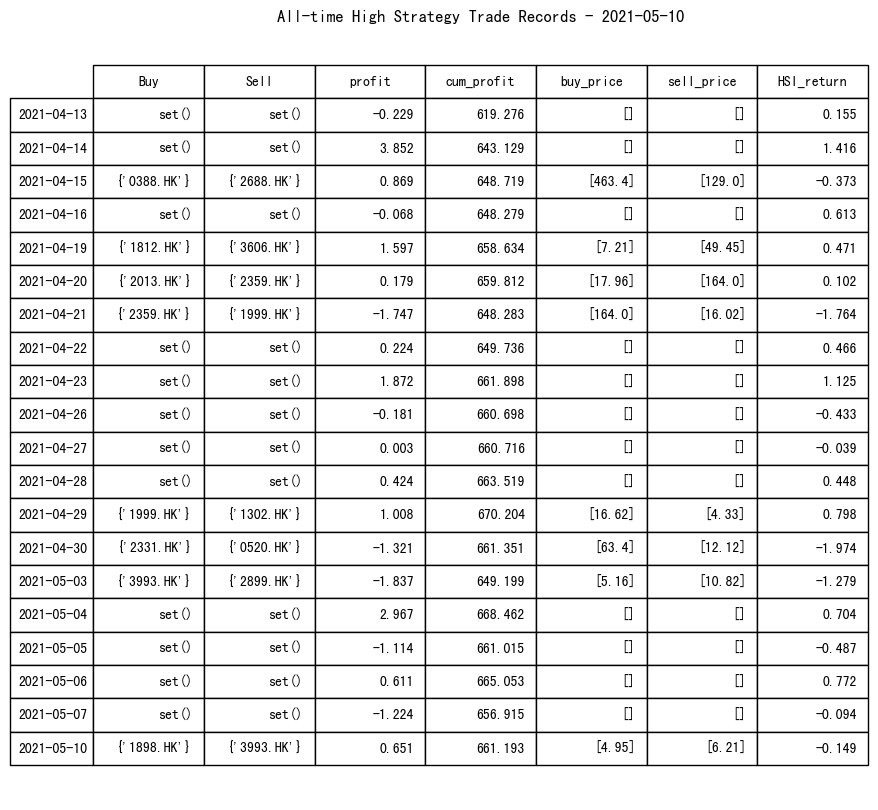 All-time High Strategy Trade Records - 2021-05-10
Buy Sell profit cum_profit buy_price sell_price HSI_return
2021-04-13 set() set() -0.229 619.276 [] [] 0.155
2021-04-14 set() set() 3.852 643.129 [] [] 1.416
2021-04-15 {'0388.HK'} {'2688.HK'} 0.869 648.719 [463.4] [129.0] -0.373
2021-04-16 set() set() -0.068 648.279 [] [] 0.613
2021-04-19 {'1812.HK'} {'3606.HK'} 1.597 658.634 [7.21] [49.45] 0.471
2021-04-20 {'2013.HK'} {'2359.HK'} 0.179 659.812 [17.96] [164.0] 0.102
2021-04-21 {'2359.HK'} {'1999.HK'} -1.747 648.283 [164.0] [16.02] -1.764
2021-04-22 set() set() 0.224 649.736 [] [] 0.466
2021-04-23 set() set() 1.872 661.898 [] [] 1.125
2021-04-26 set() set() -0.181 660.698 [] [] -0.433
2021-04-27 set() set() 0.003 660.716 [] [] -0.039
2021-04-28 set() set() 0.424 663.519 [] [] 0.448
2021-04-29 {'1999.HK'} {'1302.HK'} 1.008 670.204 [16.62] [4.33] 0.798
2021-04-30 {'2331.HK'} {'0520.HK'} -1.321 661.351 [63.4] [12.12] -1.974
2021-05-03 {'3993.HK'} {'2899.HK'} -1.837 649.199 [5.16] [10.82] -1.279
2021-05-04 set() set() 2.967 668.462 [] [] 0.704
2021-05-05 set() set() -1.114 661.015 [] [] -0.487
2021-05-06 set() set() 0.611 665.053 [] [] 0.772
2021-05-07 set() set() -1.224 656.915 [] [] -0.094
2021-05-10 {'1898.HK'} {'3993.HK'} 0.651 661.193 [4.95] [6.21] -0.149